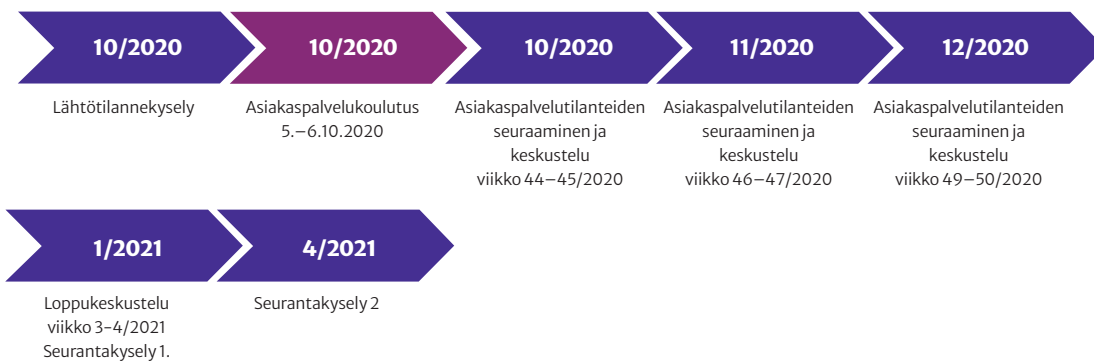 10/2020
10/2020
10/2020
11/2020
12/2020
Lähtötilannekysely
Asiakaspalvelukoulutus
5.–6.10.2020
Asiakaspalvelutilanteiden
seuraaminen ja
keskustelu
viikko 44–45/2020
Asiakaspalvelutilanteiden
seuraaminen ja
keskustelu
viikko 46–47/2020
Asiakaspalvelutilanteiden
seuraaminen ja
keskustelu
viikko 49–50/2020
1/2021
4/2021
Loppukeskustelu
viikko 3-4/2021
Seurantakysely 1.
Seurantakysely 2